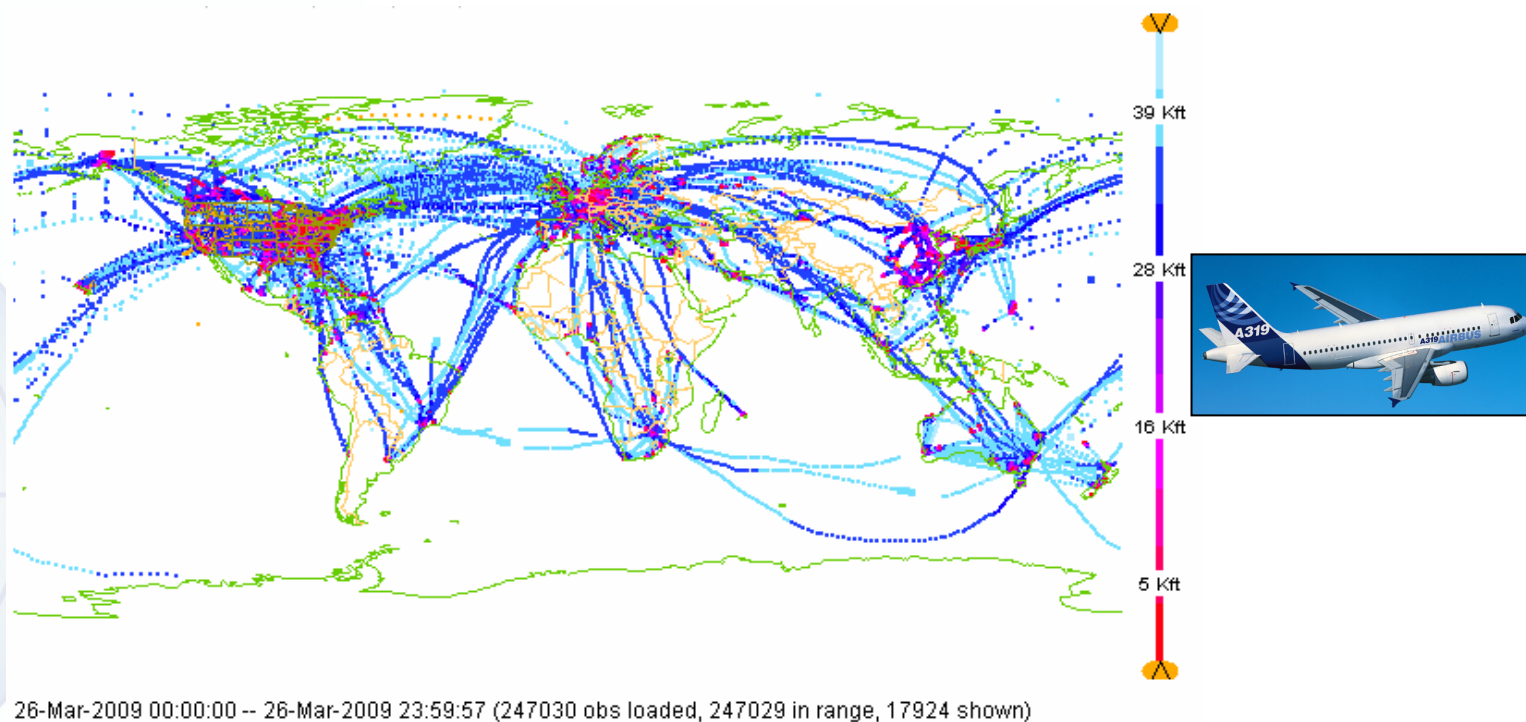 39 Kft
28 Kft
16 Kft
5 Kft
A319
A319 AIRBUS
26-Mar-2009 00:00:00 -- 26-Mar-2009 23:59:57 (247030 obs loaded, 247029 in range, 17924 shown)